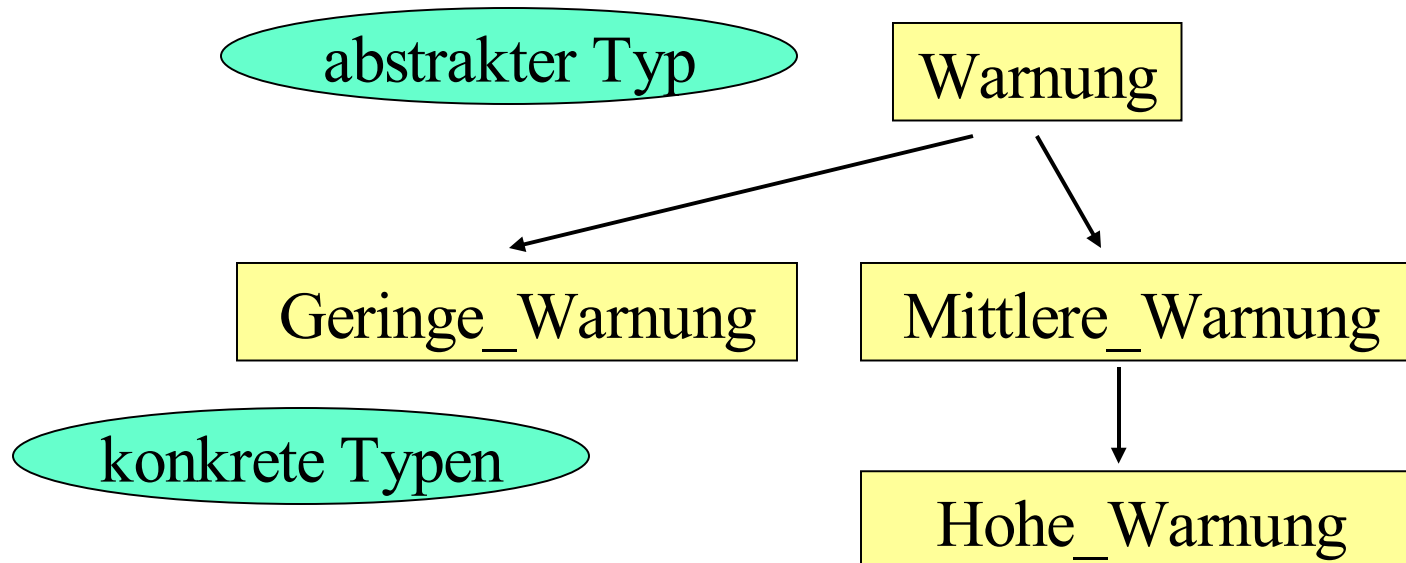 abstrakter Typ
Warnung
Geringe_Warnung
Mittlere_Warnung
konkrete Typen
Hohe_Warnung